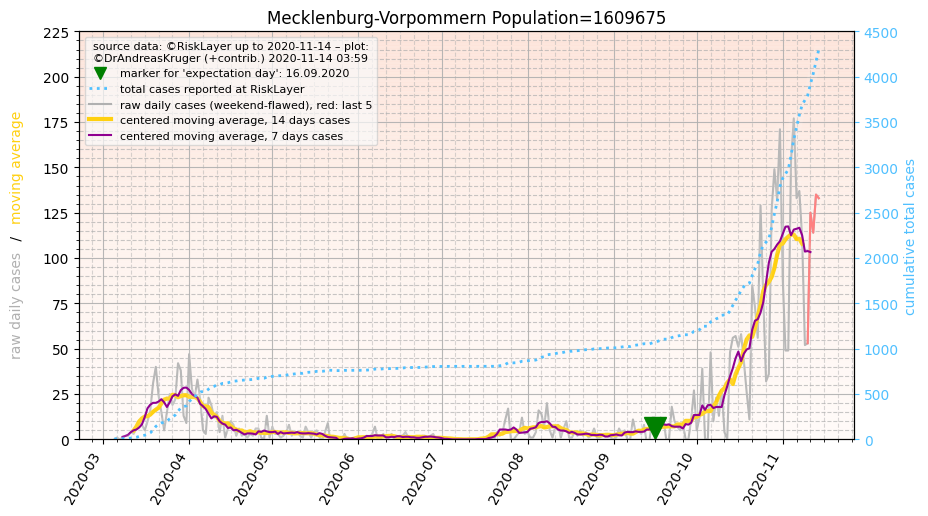 Mecklenburg-Vorpommern Population=1609675
source data: ©RiskLayer up to 2020-11-14 – plot:
©DrAndreasKruger (+contrib.) 2020-11-14 03:59
marker for 'expectation day': 16.09.2020
total cases reported at RiskLayer
raw daily cases (weekend-flawed), red: last 5
centered moving average, 14 days cases
centered moving average, 7 days cases
raw daily cases / moving average
225
200
175
150
125
100
75
50
25
0
cumulative total cases
4500
4000
3500
3000
2500
2000
1500
1000
500
0
2020-03
2020-04
2020-05
2020-06
2020-07
2020-08
2020-09
2020-10
2020-11